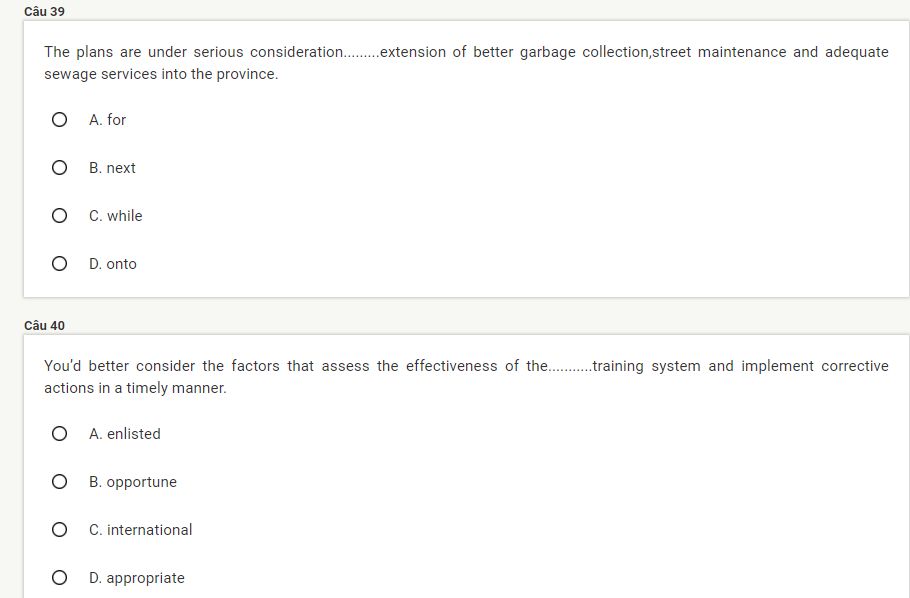 Câu 39
The plans are under serious consideration.........extension of better garbage collection,street maintenance and adequate
sewage services into the province.
A. for
B. next
C. while
D. onto
Câu 40
You'd better consider the factors that assess the effectiveness of the...........training system and implement corrective
actions in a timely manner.
A. enlisted
B. opportune
C. international
D. appropriate